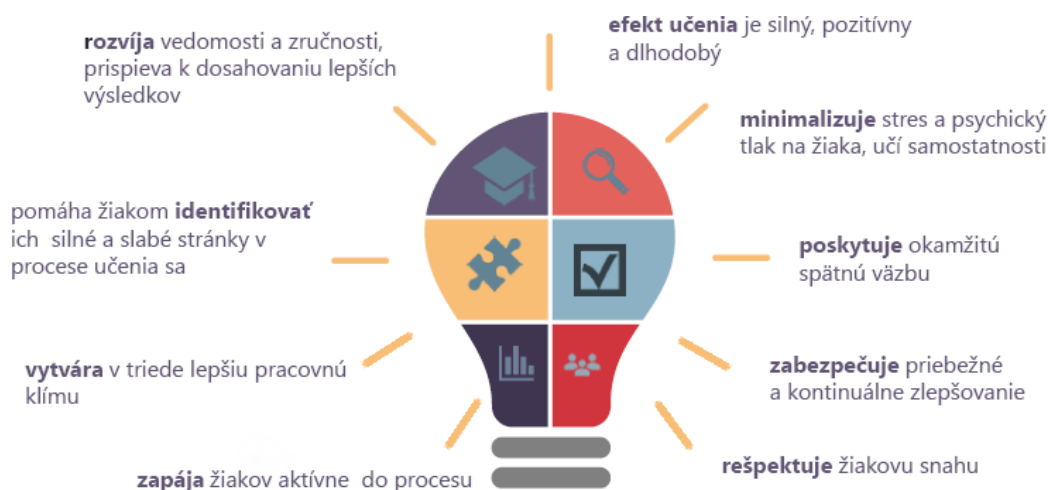 rozvíja vedomosti a zručnosti,
prispieva k dosahovaniu lepších
výsledkov
efekt učenia je silný, pozitívny
a dlhodobý
minimalizuje stres a psychický
tlak na žiaka, učí samostatnosti
pomáha žiakom identifikovať
ich silné a slabé stránky v
procese učenia sa
poskytuje okamžitú
spätnú väzbu
vytvára v triede lepšiu pracovnú
klímu
zabezpečuje priebežné
a kontinuálne zlepšovanie
zapája žiakov aktívne do procesu
rešpektuje žiakovu snahu